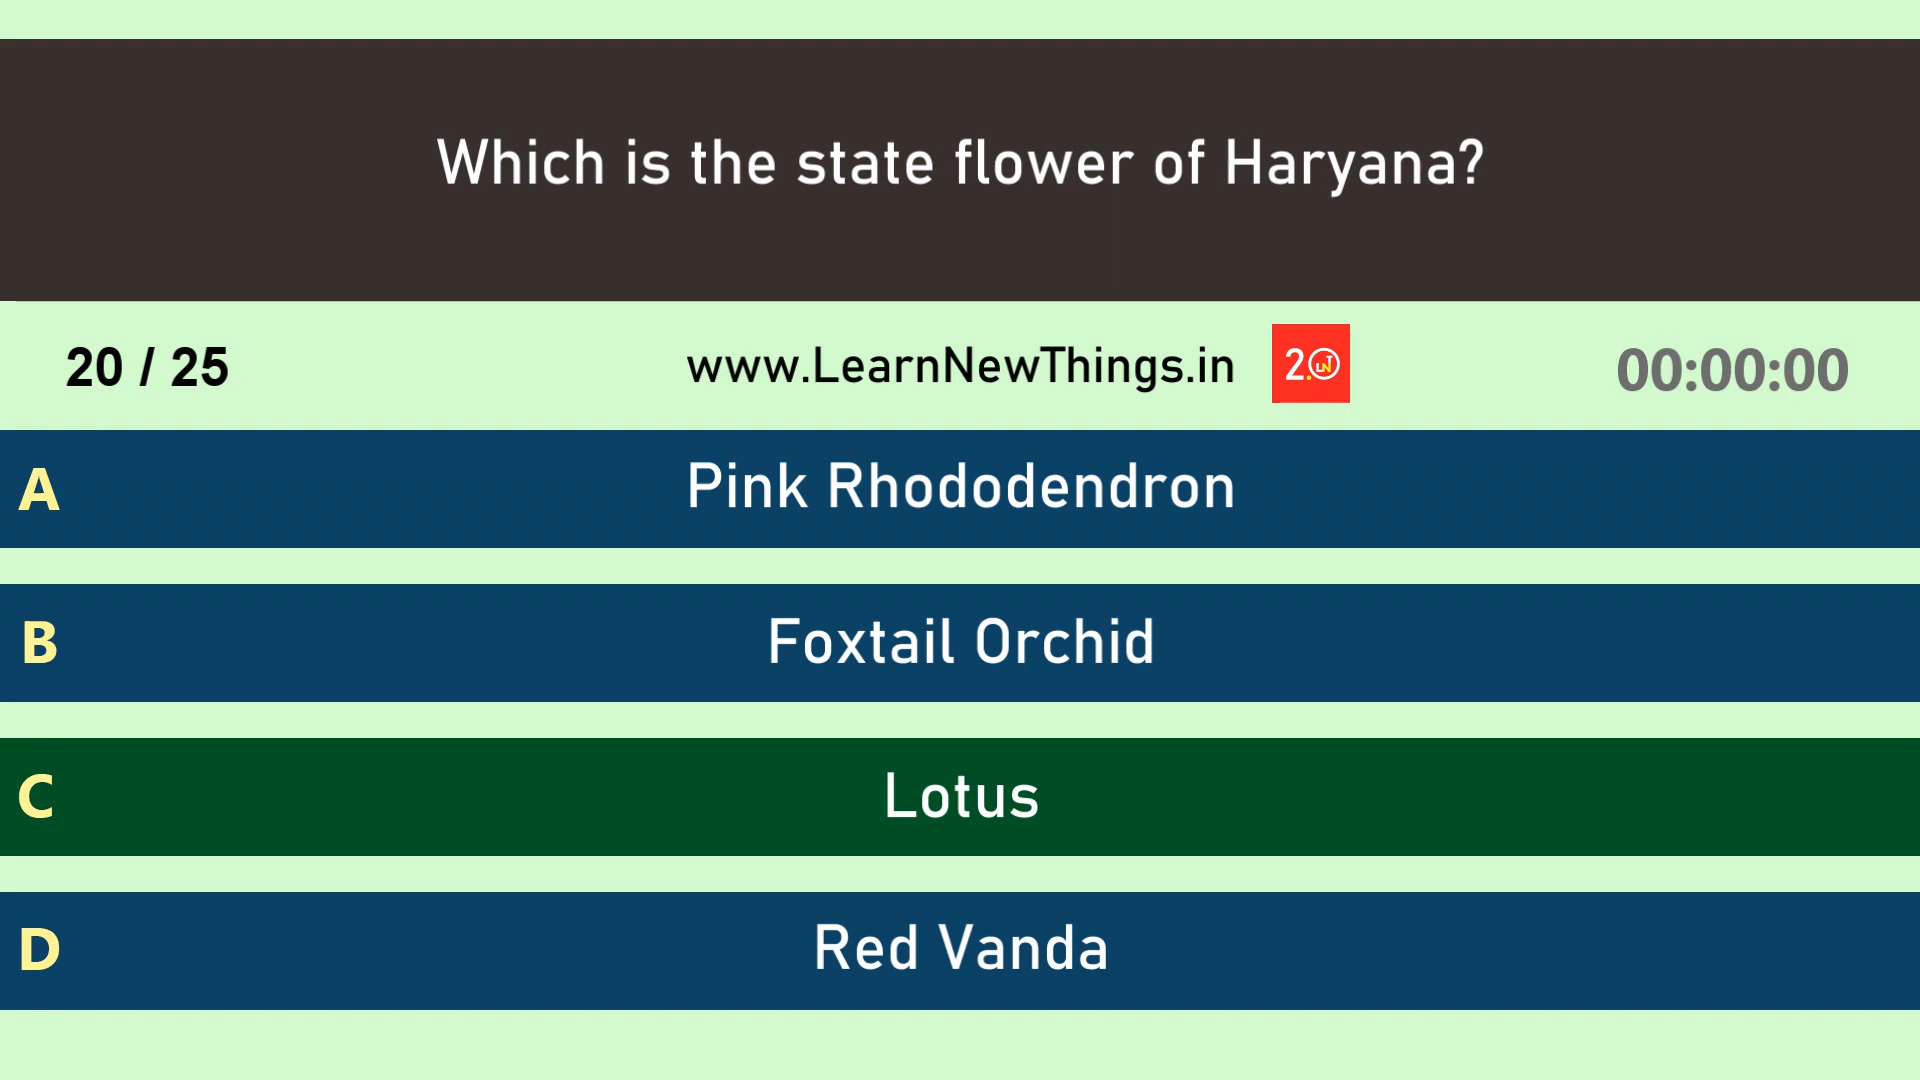 Which is the state flower of Haryana?
20 / 25
www.LearnNewThings.in
2.LNT
00:00:00
A
Pink Rhododendron
B
Foxtail Orchid
C
Lotus
D
Red Vanda